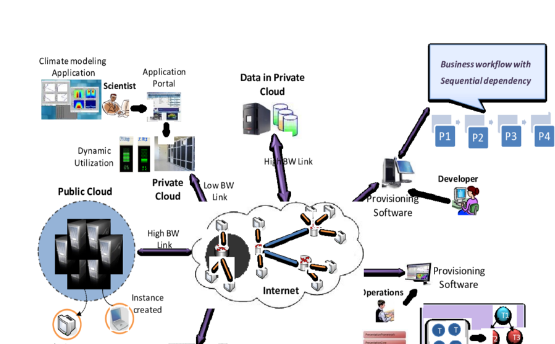 Climate modeling
Application
Scientist
Application
Portal
Data in Private
Cloud
Business workflow with
Sequential dependency
P1
P2
P3
P4
Dynamic
Utilization
High BW Link
Private
Cloud
Low BW
Link
Developer
Provisioning
Software
Public Cloud
High BW
Link
Internet
Provisioning
Software
Instance
created
Operations
T
T
T
T
T1
T3